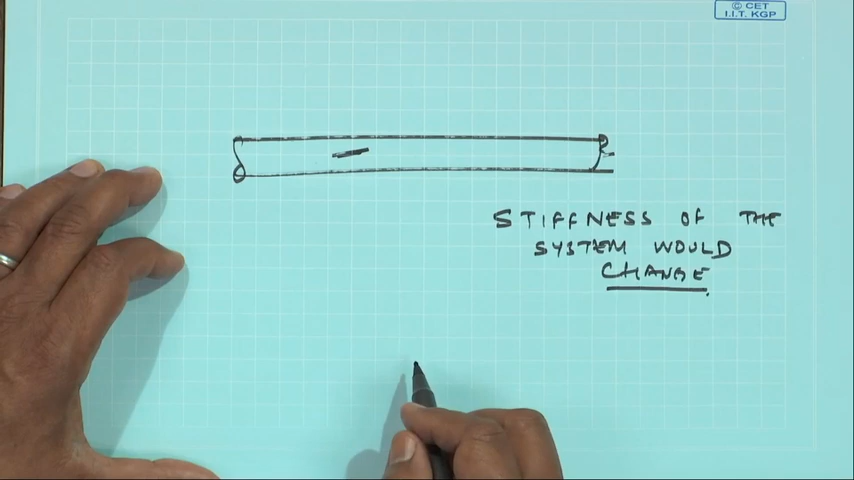 © CET
I.I.T. KGP
STIFFNESS OF THE
SYSTEM WOULD
CHANGE.